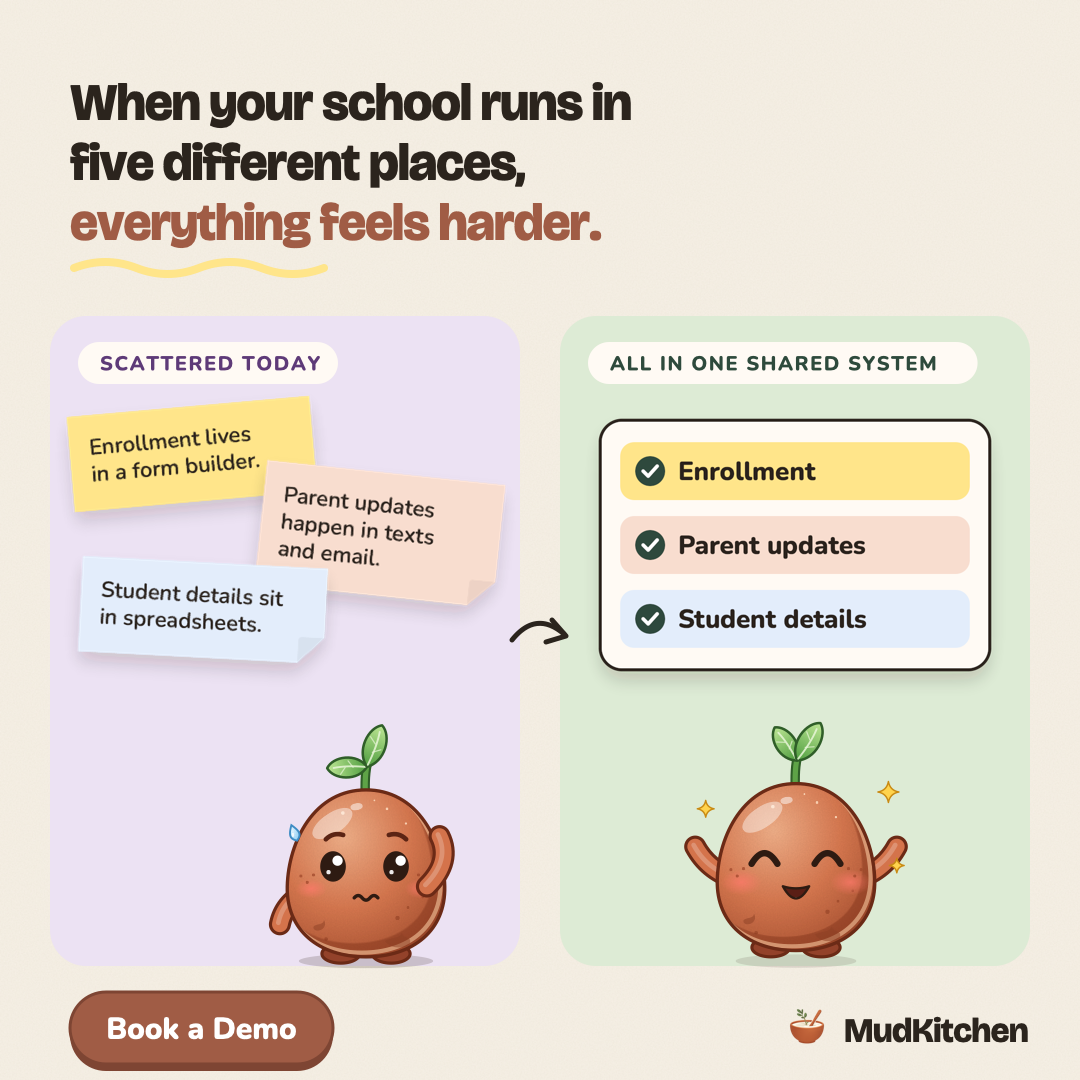 When your school runs in
five different places,
everything feels harder.
SCATTERED TODAY
Enrollment lives
in a form builder.
Parent updates
happen in texts
and email.
Student details sit
in spreadsheets.
ALL IN ONE SHARED SYSTEM
Enrollment
Parent updates
Student details
Book a Demo
MudKitchen